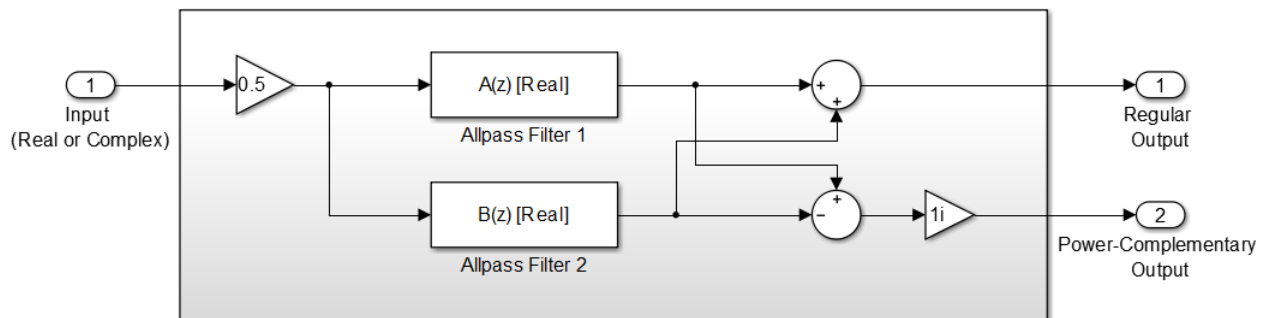 1
Input
(Real or Complex)
0.5
A(z) [Real]
Allpass Filter 1
+
+
1
Regular
Output
B(z) [Real]
Allpass Filter 2
+
−
1i
2
Power-Complementary
Output